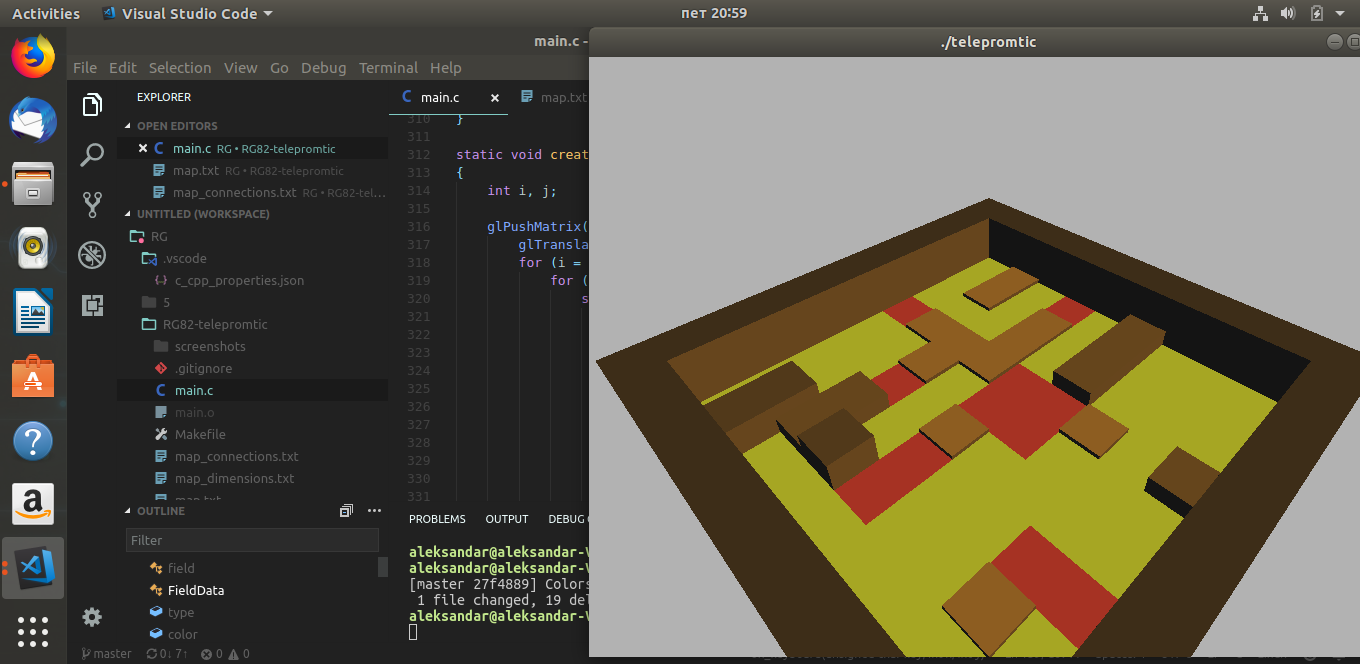 Activities
Visual Studio Code
пет 20:59
main.c -
./telepromtic
File Edit Selection View Go Debug Terminal Help
EXPLORER
OPEN EDITORS
main.c RG • RG82-telepromtic
map.txt RG • RG82-telepromtic
map_connections.txt RG • RG82-tel...
UNTITLED (WORKSPACE)
RG
.vscode
c_cpp_properties.json
5
RG82-telepromtic
screenshots
.gitignore
main.c
main.o
Makefile
map_connections.txt
map_dimensions.txt
map.txt
OUTLINE
Filter
field
FieldData
type
color
master 0↓ 7↑ 0 0
main.c
map.txt
310 }
311
312 static void creat
313 {
314 int i, j;
315
316 glPushMatrix(
317 glTransla
318 for (i =
319 for (
320 s
321
322
323
324
325
326
327
328
329
330
331
PROBLEMS OUTPUT DEBUG
aleksandar@aleksandar-
aleksandar@aleksandar-
[master 27f4889] Colors
1 file changed, 19 del
aleksandar@aleksandar-